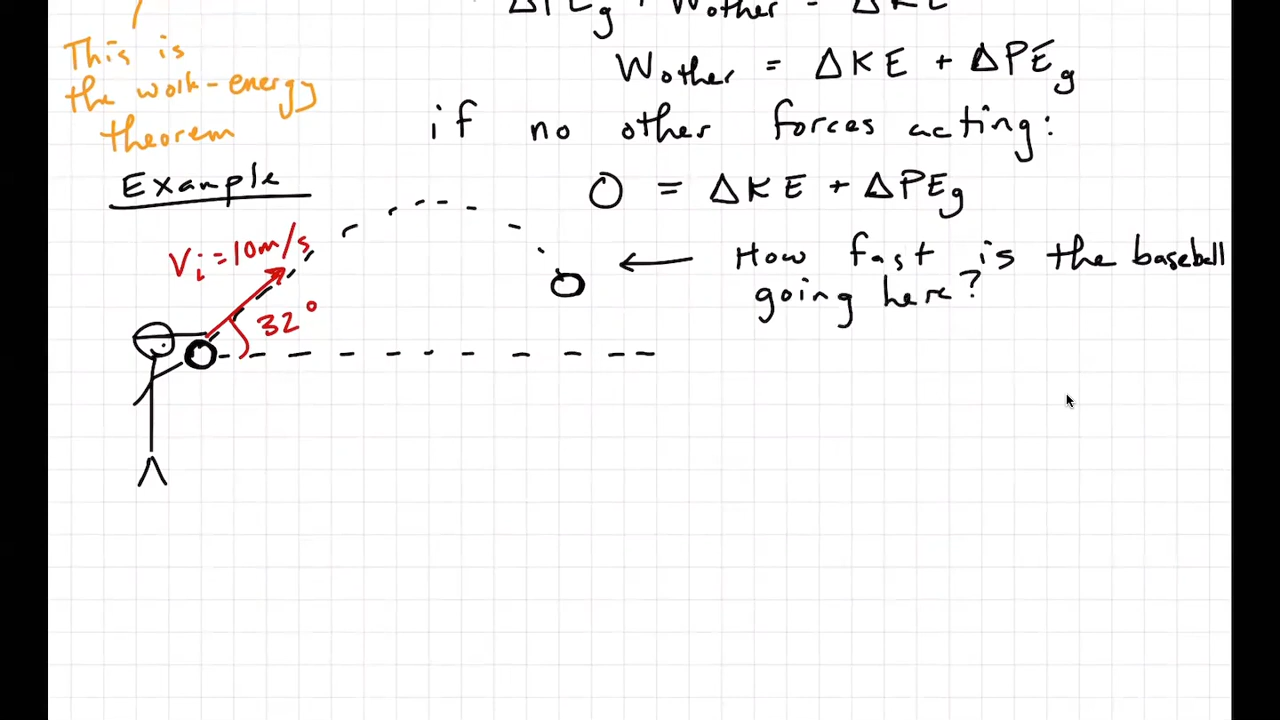 This is
the work-energy
theorem
Wother = ΔKE + ΔPEg
if no other forces acting:
Example
0 = ΔKE + ΔPEg
Vi = 10m/s
32°
How fast is the baseball
going here?